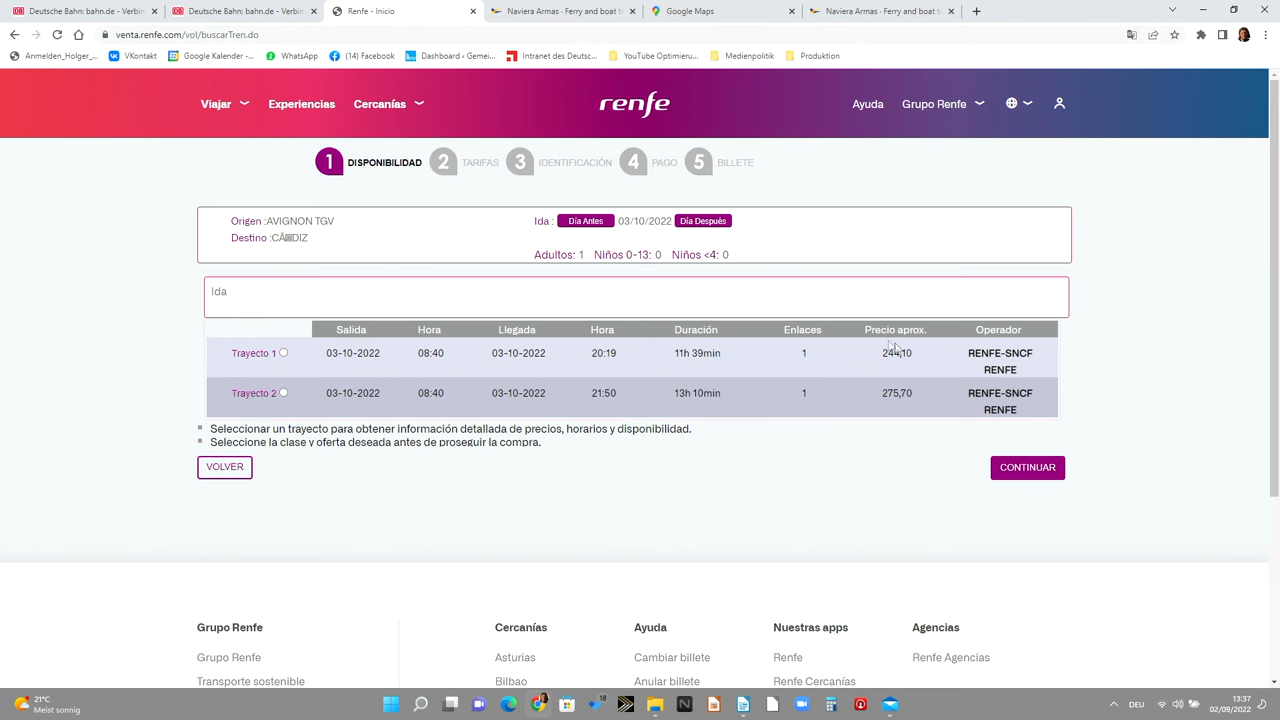 Deutsche Bahn: bahn.de - Verbin
Deutsche Bahn: bahn.de - Verbin
Renfe - Inicio
Naviera Armas - Ferry and boat t
Google Maps
Naviera Armas - Ferry and boat t
venta.renfe.com/vol/buscarTren.do
Anmelden_Holger_...
VKontakt
Google Kalender -...
WhatsApp
(14) Facebook
Dashboard - Gemei...
Intranet des Deutsc...
YouTube Optimieru...
Medienpolitik
Produktion
Viajar
Experiencias
Cercanías
renfe
Ayuda
Grupo Renfe
1 DISPONIBILIDAD
2 TARIFAS
3 IDENTIFICACIÓN
4 PAGO
5 BILLETE
Origen :AVIGNON TGV
Ida : Día Antes 03/10/2022 Día Después
Destino :CÃDIZ
Adultos: 1 Niños 0-13: 0 Niños <4: 0
Ida
Salida Hora Llegada Hora Duración Enlaces Precio aprox. Operador
Trayecto 1 03-10-2022 08:40 03-10-2022 20:19 11h 39min 1 244,10 RENFE-SNCF
RENFE
Trayecto 2 03-10-2022 08:40 03-10-2022 21:50 13h 10min 1 275,70 RENFE-SNCF
RENFE
Seleccionar un trayecto para obtener información detallada de precios, horarios y disponibilidad.
Seleccione la clase y oferta deseada antes de proseguir la compra.
VOLVER
CONTINUAR
Grupo Renfe
Cercanías
Ayuda
Nuestras apps
Agencias
Grupo Renfe
Asturias
Cambiar billete
Renfe
Renfe Agencias
Transporte sostenible
Bilbao
Anular billete
Renfe Cercanías
21°C
Meist sonnig
18
DEU
13:37
02/09/2022